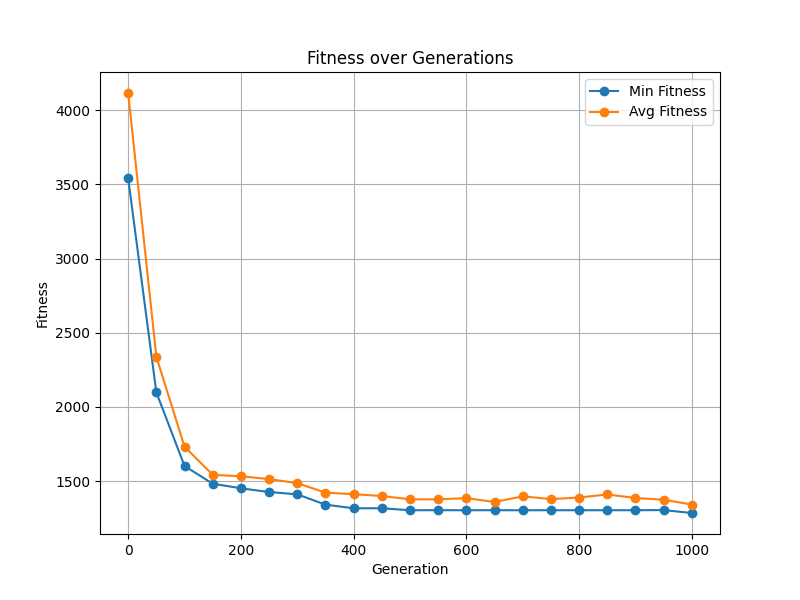 Fitness over Generations
Min Fitness
Avg Fitness
4000
3500
3000
2500
2000
1500
Fitness
0 200 400 600 800 1000
Generation